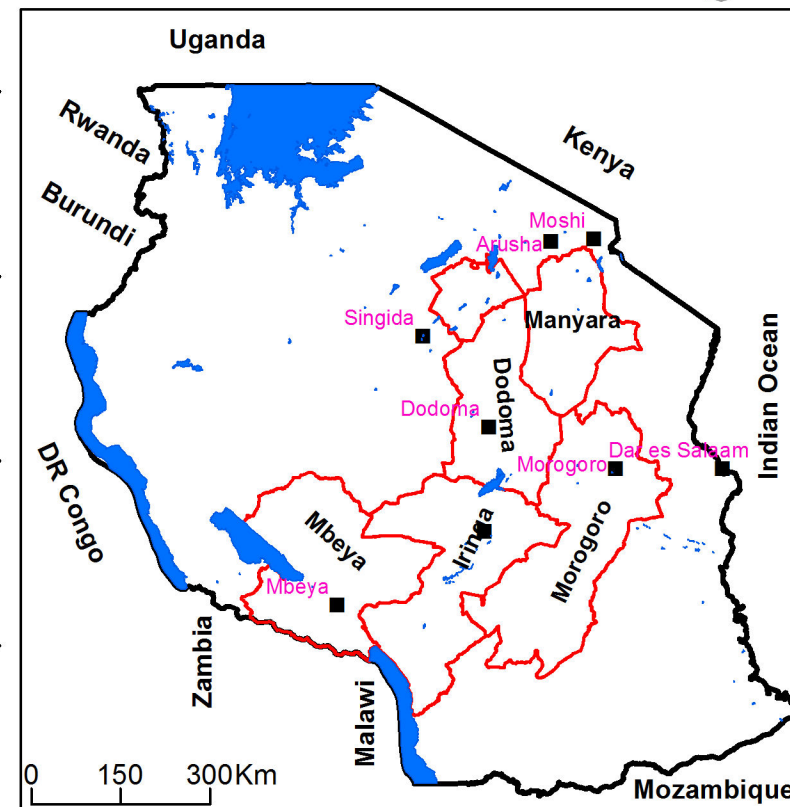 Uganda
Rwanda
Kenya
Burundi
Moshi
Arusha
Singida
Manyara
Indian Ocean
Dodoma
Dodoma
Dar es Salaam
Morogoro
DR Congo
Mbeya
Iringa
Morogoro
Mbeya
Zambia
Malawi
0 150 300Km
Mozambique